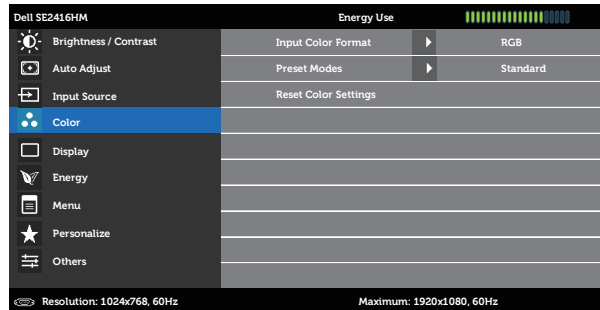 Dell SE2416HM Energy Use
Brightness / Contrast
Auto Adjust
Input Source
Color
Display
Energy
Menu
Personalize
Others
Input Color Format RGB
Preset Modes Standard
Reset Color Settings
Resolution: 1024x768, 60Hz Maximum: 1920x1080, 60Hz